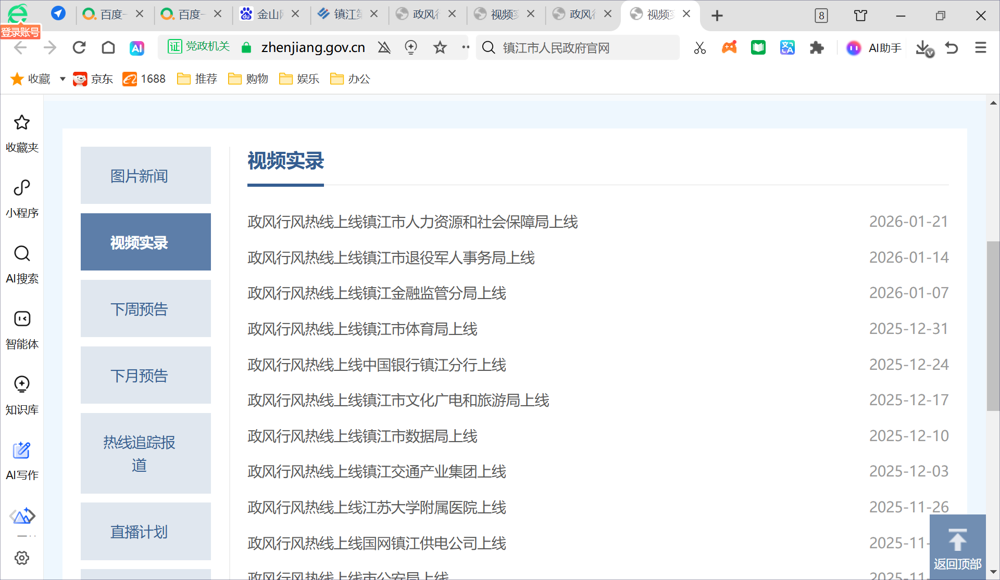 百度一
百度一
金山
镇江
政风行
视频实
政风行
视频实
8
登录账号
AI
证 党政机关
zhenjiang.gov.cn
镇江市人民政府官网
AI助手
收藏
京东
1688
推荐
购物
娱乐
办公
收藏夹
小程序
AI搜索
智能体
知识库
AI写作
图片新闻
视频实录
下周预告
下月预告
热线追踪报
道
直播计划
视频实录
政风行风热线上线镇江市人力资源和社会保障局上线 2026-01-21
政风行风热线上线镇江市退役军人事务局上线 2026-01-14
政风行风热线上线镇江金融监管分局上线 2026-01-07
政风行风热线上线镇江市体育局上线 2025-12-31
政风行风热线上线中国银行镇江分行上线 2025-12-24
政风行风热线上线镇江市文化广电和旅游局上线 2025-12-17
政风行风热线上线镇江市数据局上线 2025-12-10
政风行风热线上线镇江交通产业集团上线 2025-12-03
政风行风热线上线江苏大学附属医院上线 2025-11-26
政风行风热线上线国网镇江供电公司上线 2025-11-
政风行风热线上线市公安局上线 2025-11-
返回顶部